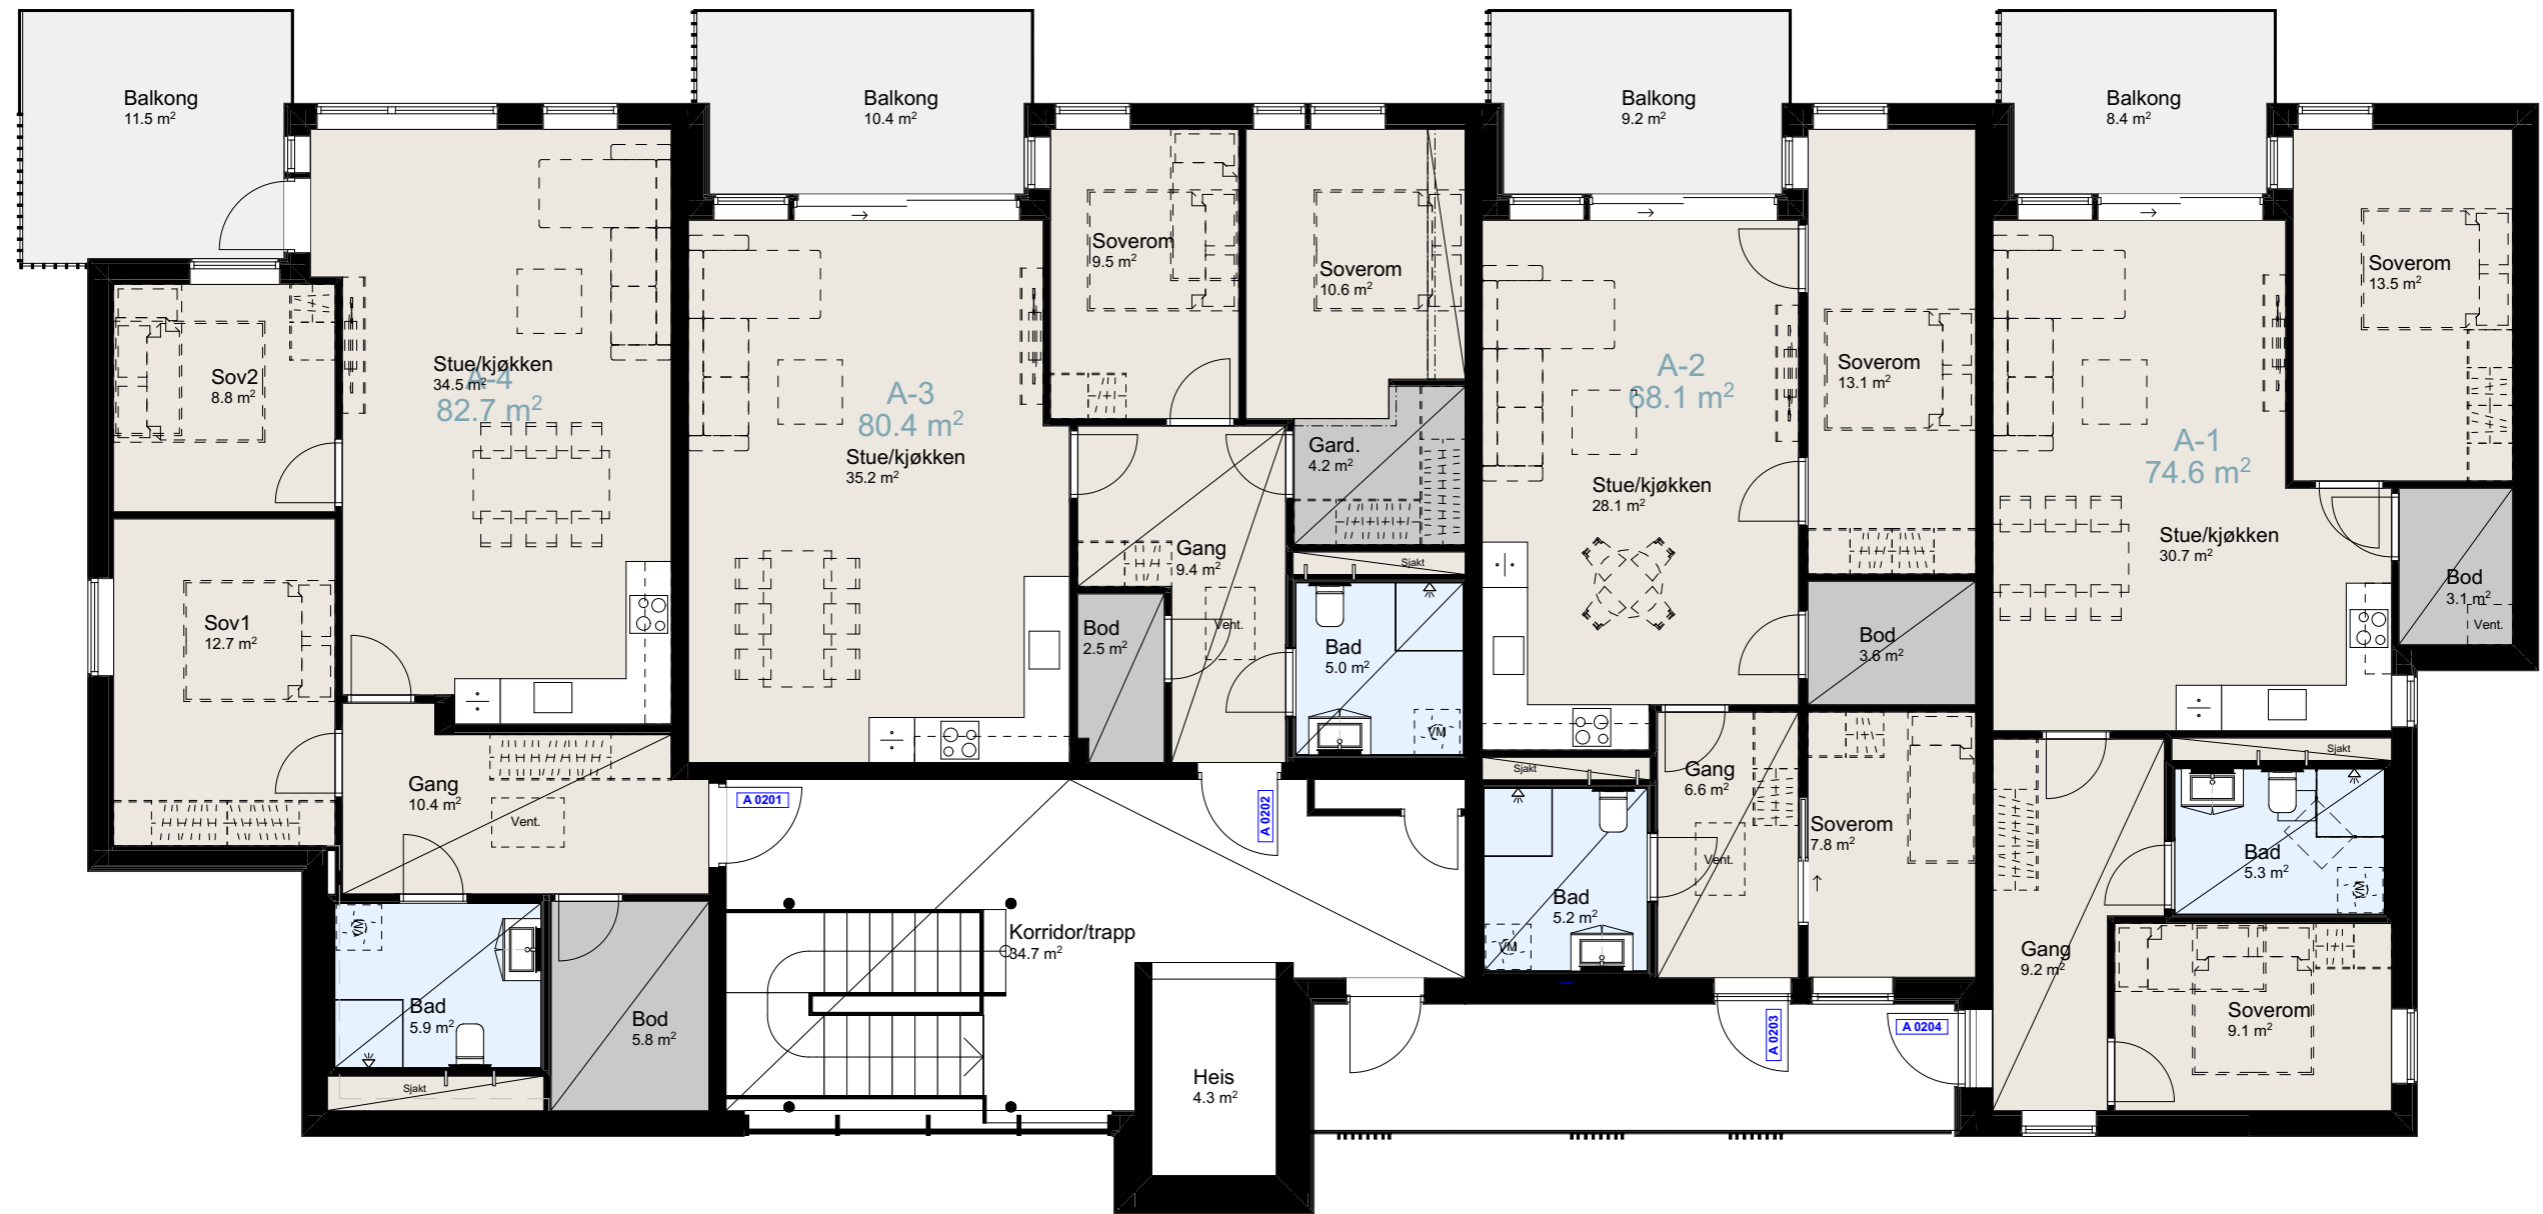 Balkong
11.5 m²
Balkong
10.4 m²
Balkong
9.2 m²
Balkong
8.4 m²
Sov2
8.8 m²
Stue/kjøkken
34.5 m²
A-4
82.7 m²
Sov1
12.7 m²
Gang
10.4 m²
Vent.
VM
Bad
5.9 m²
Sjakt
Bod
5.8 m²
A-3
80.4 m²
Stue/kjøkken
35.2 m²
Soverom
9.5 m²
Soverom
10.6 m²
Gard.
4.2 m²
Gang
9.4 m²
Sjakt
Bod
2.5 m²
Vent.
Bad
5.0 m²
VM
A 0201
A 0202
Korridor/trapp
34.7 m²
Heis
4.3 m²
A-2
68.1 m²
Stue/kjøkken
28.1 m²
Soverom
13.1 m²
Bod
3.6 m²
Sjakt
Gang
6.6 m²
Vent.
Soverom
7.8 m²
Bad
5.2 m²
VM
A 0203
A 0204
Soverom
13.5 m²
A-1
74.6 m²
Stue/kjøkken
30.7 m²
Bod
3.1 m²
Vent.
Sjakt
Bad
5.3 m²
VM
Gang
9.2 m²
Soverom
9.1 m²